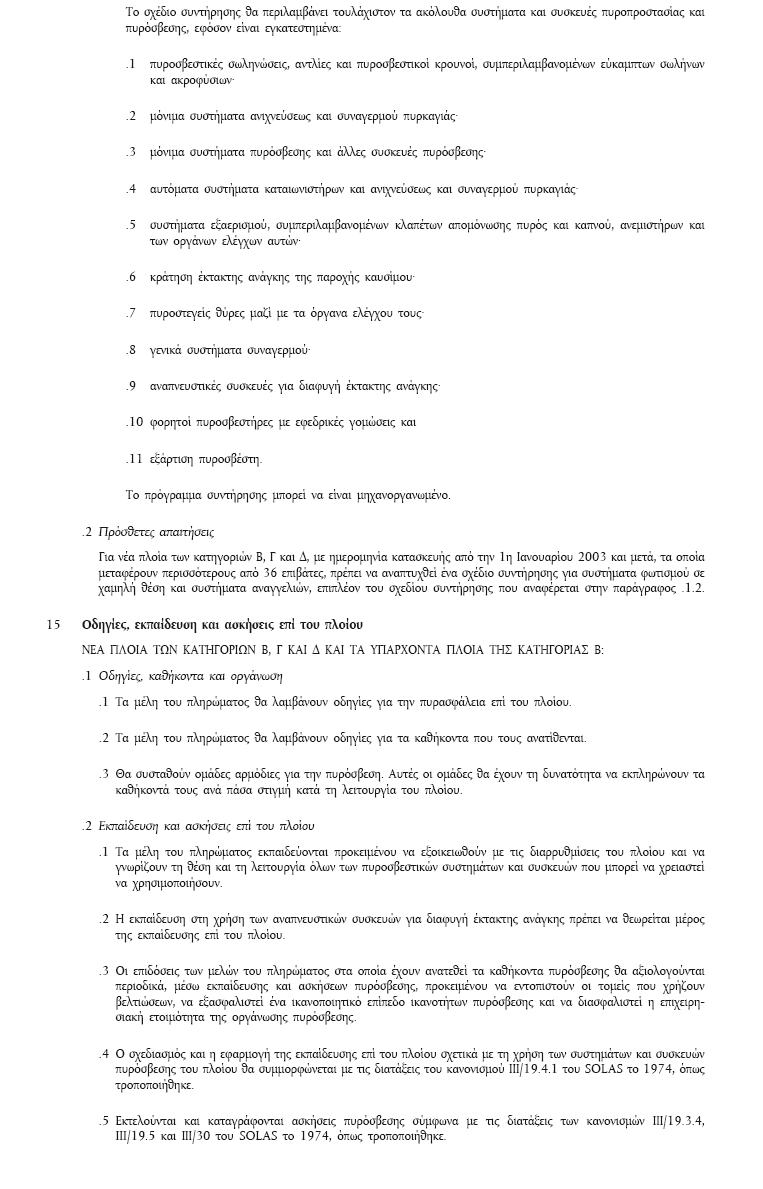 Το σχέδιο συντήρησης θα περιλαμβάνει τουλάχιστον τα ακόλουθα συστήματα και συσκευές πυροπροστασίας και
πυρόσβεσης, εφόσον είναι εγκατεστημένα:
.1 πυροσβεστικές σωληνώσεις, αντλίες και πυροσβεστικοί κρουνοί, συμπεριλαμβανομένων εύκαμπτων σωλήνων
και ακροφυσίων·
.2 μόνιμα συστήματα ανιχνεύσεως και συναγερμού πυρκαγιάς·
.3 μόνιμα συστήματα πυρόσβεσης και άλλες συσκευές πυρόσβεσης·
.4 αυτόματα συστήματα καταιωνιστήρων και ανιχνεύσεως και συναγερμού πυρκαγιάς·
.5 συστήματα εξαερισμού, συμπεριλαμβανομένων κλαπέτων απομόνωσης πυρός και καπνού, ανεμιστήρων και
των οργάνων ελέγχων αυτών·
.6 κράτηση έκτακτης ανάγκης της παροχής καυσίμου·
.7 πυροστεγείς θύρες μαζί με τα όργανα ελέγχου τους·
.8 γενικά συστήματα συναγερμού·
.9 αναπνευστικές συσκευές για διαφυγή έκτακτης ανάγκης·
.10 φορητοί πυροσβεστήρες με εφεδρικές γομώσεις και
.11 εξάρτιση πυροσβέστη.
Το πρόγραμμα συντήρησης μπορεί να είναι μηχανοργανωμένο.
.2 Πρόσθετες απαιτήσεις
Για νέα πλοία των κατηγοριών Β, Γ και Δ, με ημερομηνία κατασκευής από την 1η Ιανουαρίου 2003 και μετά, τα οποία
μεταφέρουν περισσότερους από 36 επιβάτες, πρέπει να αναπτυχθεί ένα σχέδιο συντήρησης για συστήματα φωτισμού σε
χαμηλή θέση και συστήματα αναγγελιών, επιπλέον του σχεδίου συντήρησης που αναφέρεται στην παράγραφος .1.2.
15 Οδηγίες, εκπαίδευση και ασκήσεις επί του πλοίου
ΝΕΑ ΠΛΟΙΑ ΤΩΝ ΚΑΤΗΓΟΡΙΩΝ Β, Γ ΚΑΙ Δ ΚΑΙ ΤΑ ΥΠΑΡΧΟΝΤΑ ΠΛΟΙΑ ΤΗΣ ΚΑΤΗΓΟΡΙΑΣ Β:
.1 Οδηγίες, καθήκοντα και οργάνωση
.1 Τα μέλη του πληρώματος θα λαμβάνουν οδηγίες για την πυρασφάλεια επί του πλοίου.
.2 Τα μέλη του πληρώματος θα λαμβάνουν οδηγίες για τα καθήκοντα που τους ανατίθενται.
.3 Θα συσταθούν ομάδες αρμόδιες για την πυρόσβεση. Αυτές οι ομάδες θα έχουν τη δυνατότητα να εκπληρώνουν τα
καθήκοντά τους ανά πάσα στιγμή κατά τη λειτουργία του πλοίου.
.2 Εκπαίδευση και ασκήσεις επί του πλοίου
.1 Τα μέλη του πληρώματος εκπαιδεύονται προκειμένου να εξοικειωθούν με τις διαρρυθμίσεις του πλοίου και να
γνωρίζουν τη θέση και τη λειτουργία όλων των πυροσβεστικών συστημάτων και συσκευών που μπορεί να χρειαστεί
να χρησιμοποιήσουν.
.2 Η εκπαίδευση στη χρήση των αναπνευστικών συσκευών για διαφυγή έκτακτης ανάγκης πρέπει να θεωρείται μέρος
της εκπαίδευσης επί του πλοίου.
.3 Οι επιδόσεις των μελών του πληρώματος στα οποία έχουν ανατεθεί τα καθήκοντα πυρόσβεσης θα αξιολογούνται
περιοδικά, μέσω εκπαίδευσης και ασκήσεων πυρόσβεσης, προκειμένου να εντοπιστούν οι τομείς που χρήζουν
βελτιώσεων, να εξασφαλιστεί ένα ικανοποιητικό επίπεδο ικανοτήτων πυρόσβεσης και να διασφαλιστεί η επιχειρη-
σιακή ετοιμότητα της οργάνωσης πυρόσβεσης.
.4 Ο σχεδιασμός και η εφαρμογή της εκπαίδευσης επί του πλοίου σχετικά με τη χρήση των συστημάτων και συσκευών
πυρόσβεσης του πλοίου θα συμμορφώνεται με τις διατάξεις του κανονισμού III/19.4.1 του SOLAS το 1974, όπως
τροποποιήθηκε.
.5 Εκτελούνται και καταγράφονται ασκήσεις πυρόσβεσης σύμφωνα με τις διατάξεις των κανονισμών III/19.3.4,
III/19.5 και III/30 του SOLAS το 1974, όπως τροποποιήθηκε.